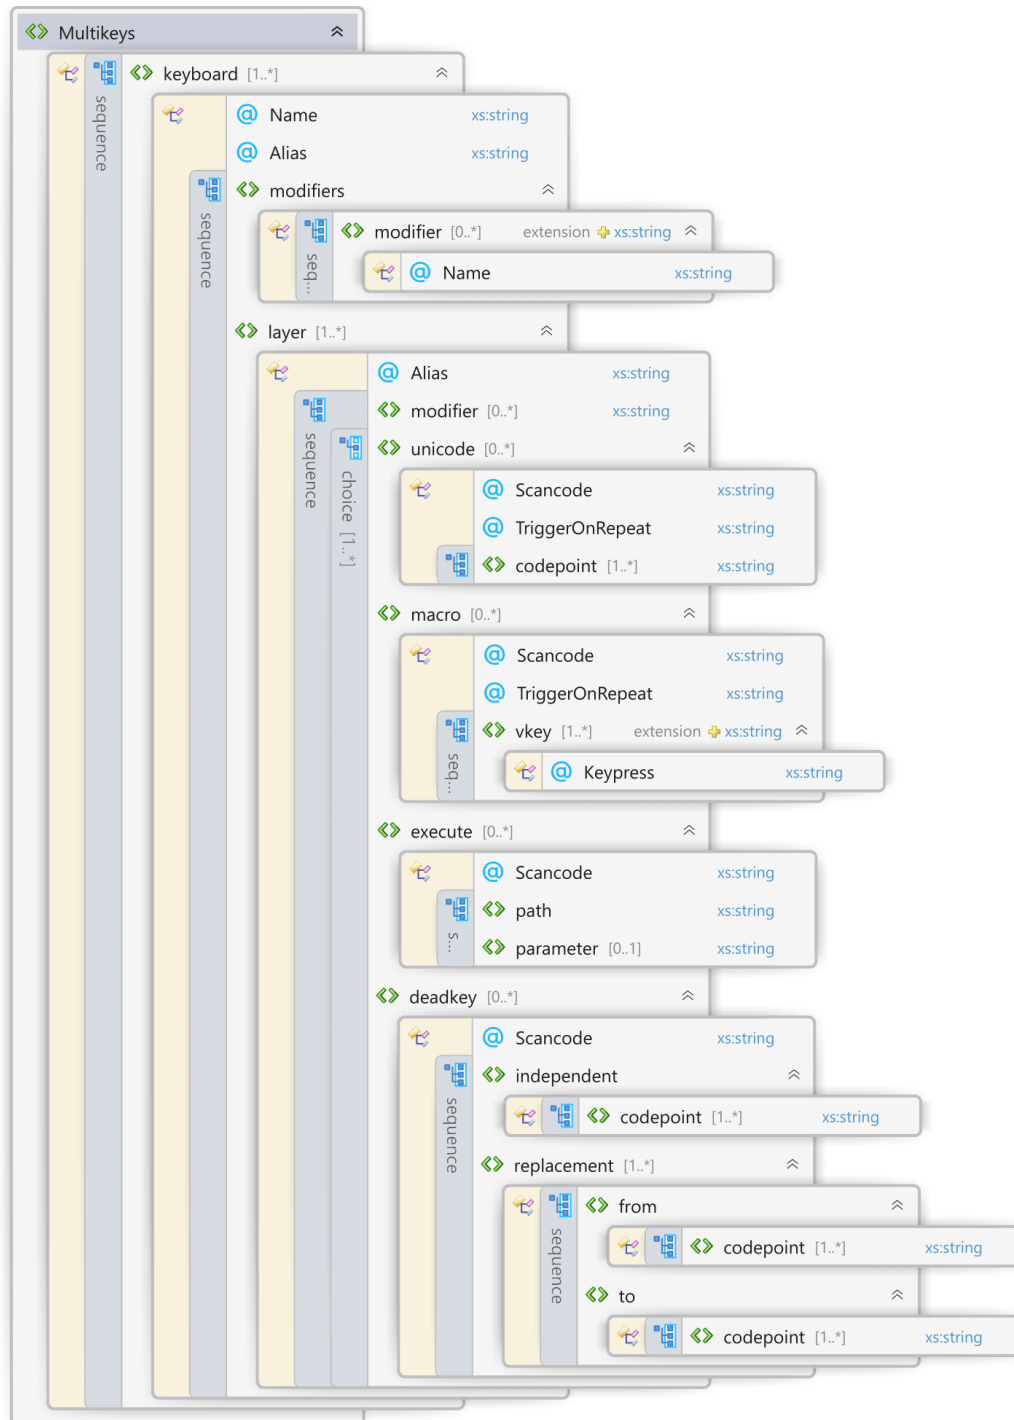 Multikeys
sequence
keyboard [1..*]
sequence
@ Name xs:string
@ Alias xs:string
modifiers
seq...
modifier [0..*] extension xs:string
@ Name xs:string
layer [1..*]
sequence
choice [1..*]
@ Alias xs:string
modifier [0..*] xs:string
unicode [0..*]
@ Scancode xs:string
@ TriggerOnRepeat xs:string
codepoint [1..*] xs:string
macro [0..*]
@ Scancode xs:string
@ TriggerOnRepeat xs:string
seq...
vkey [1..*] extension xs:string
@ Keypress xs:string
execute [0..*]
@ Scancode xs:string
s...
path xs:string
parameter [0..1] xs:string
deadkey [0..*]
@ Scancode xs:string
sequence
independent
codepoint [1..*] xs:string
replacement [1..*]
sequence
from
codepoint [1..*] xs:string
to
codepoint [1..*] xs:string